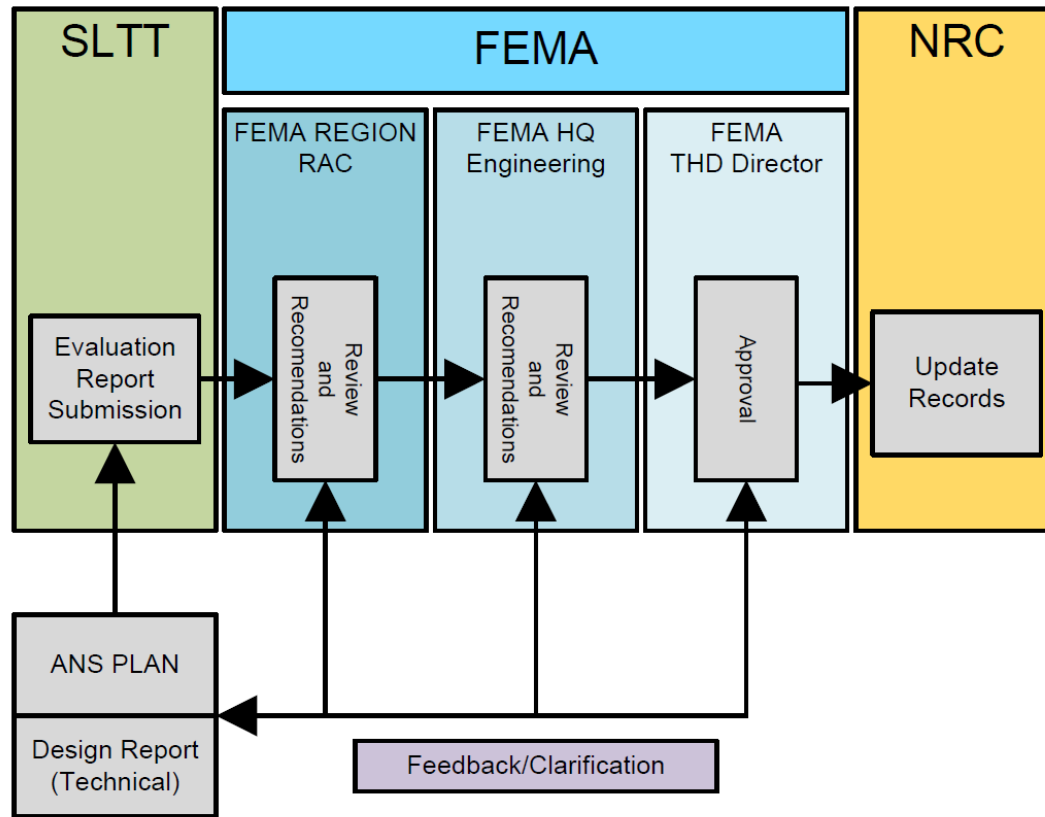 SLTT
FEMA
NRC
FEMA REGION
RAC
FEMA HQ
Engineering
FEMA
THD Director
Evaluation
Report
Submission
Review
and
Recomendations
Review
and
Recomendations
Approval
Update
Records
ANS PLAN
Design Report
(Technical)
Feedback/Clarification